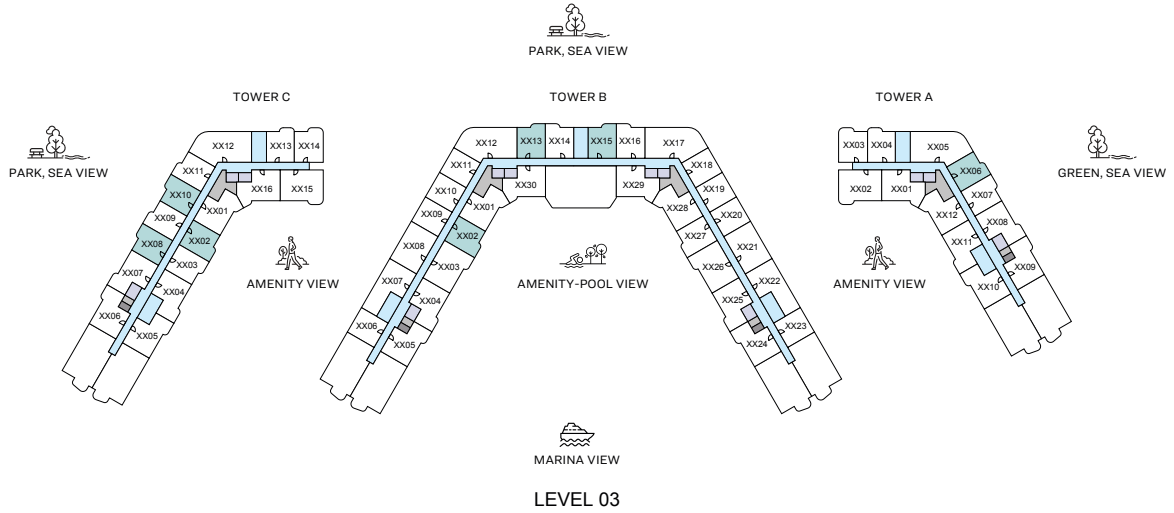 PARK, SEA VIEW
TOWER C
TOWER B
TOWER A
PARK, SEA VIEW
GREEN, SEA VIEW
XX12
XX13
XX14
XX11
XX16
XX15
XX10
XX01
XX09
XX02
XX08
XX03
XX07
XX04
XX06
XX05
XX12
XX13
XX14
XX15
XX16
XX17
XX11
XX30
XX29
XX18
XX10
XX01
XX28
XX19
XX09
XX02
XX27
XX20
XX08
XX03
XX26
XX21
XX07
XX04
XX25
XX22
XX06
XX05
XX24
XX23
XX03
XX04
XX05
XX02
XX01
XX06
XX12
XX07
XX11
XX08
XX10
XX09
AMENITY VIEW
AMENITY-POOL VIEW
AMENITY VIEW
MARINA VIEW
LEVEL 03